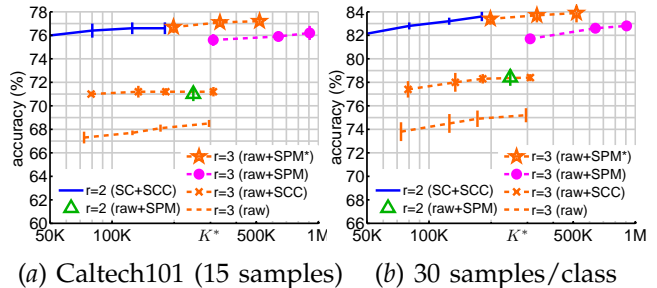 78
76
74
72
70
68
66
64
62
60
accuracy (%)
r=2 (SC+SCC)
r=2 (raw+SPM)
r=3 (raw+SPM*)
r=3 (raw+SPM)
r=3 (raw+SCC)
r=3 (raw)
50K 100K K* 500K 1M
(a) Caltech101 (15 samples)
84
82
80
78
76
74
72
70
68
66
accuracy (%)
r=2 (SC+SCC)
r=2 (raw+SPM)
r=3 (raw+SPM*)
r=3 (raw+SPM)
r=3 (raw+SCC)
r=3 (raw)
50K 100K K* 500K 1M
(b) 30 samples/class